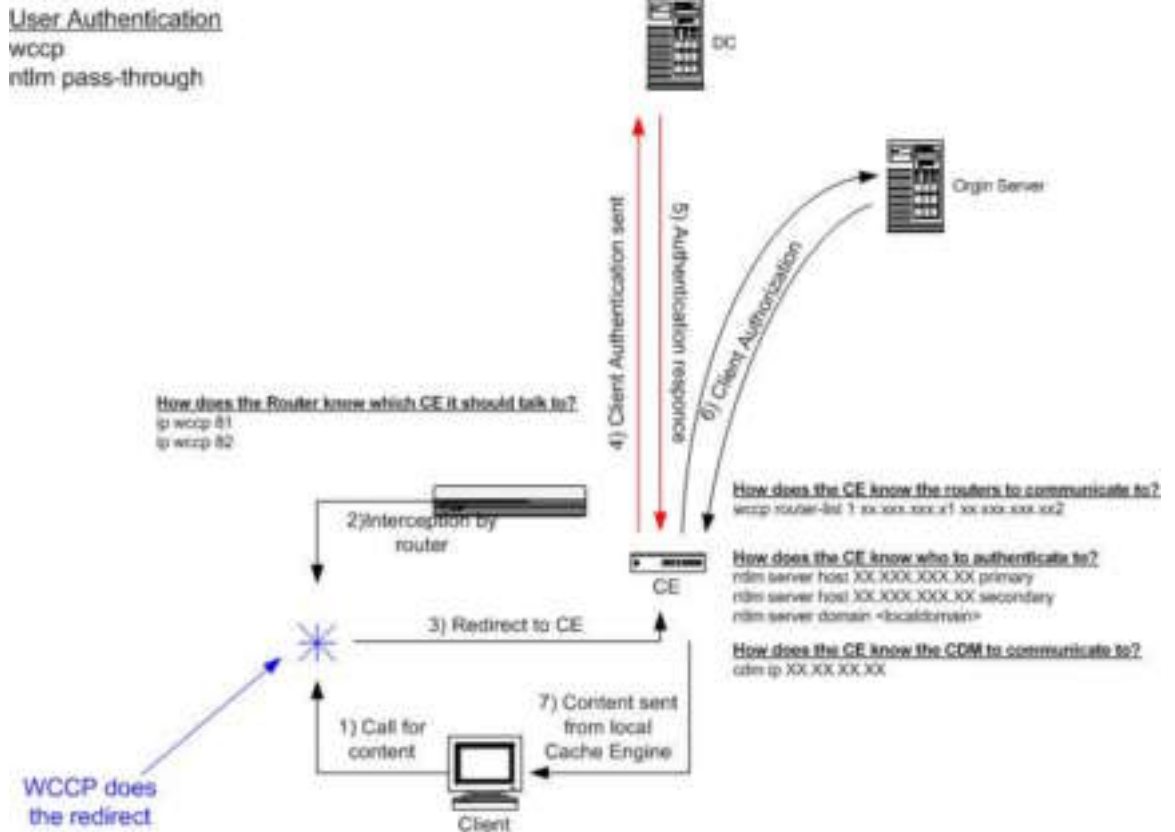 User Authentication
wccp
ntlm pass-through
DC
Orgin Server
4) Client Authentication sent
5) Authentication responce
6) Client Authorization
How does the Router know which CE it should talk to?
ip wccp 81
ip wccp 82
2)Interception by
router
CE
How does the CE know the routers to communicate to?
wccp router-list 1 xx.xxx.xxx.x1 xx.xxx.xxx.xx2
How does the CE know who to authenticate to?
ntlm server host XX.XXX.XXX.XX primary
ntlm server host XX.XXX.XXX.XX secondary
ntlm server domain <localdomain>
How does the CE know the CDM to communicate to?
cdm ip XX.XX.XX.XX
3) Redirect to CE
1) Call for
content
7) Content sent
from local
Cache Engine
WCCP does
the redirect
Client